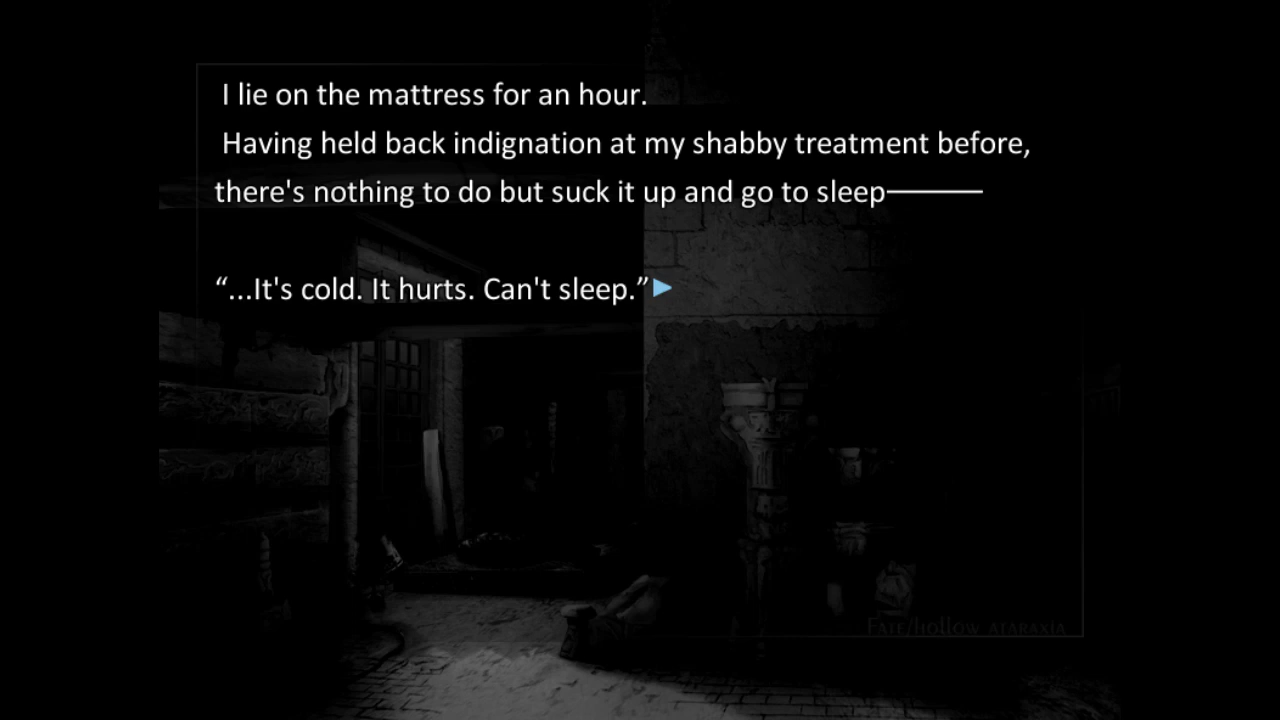 I lie on the mattress for an hour.
Having held back indignation at my shabby treatment before,
there's nothing to do but suck it up and go to sleep———
“...It's cold. It hurts. Can't sleep.”
FATE/hollow ATARAXIA